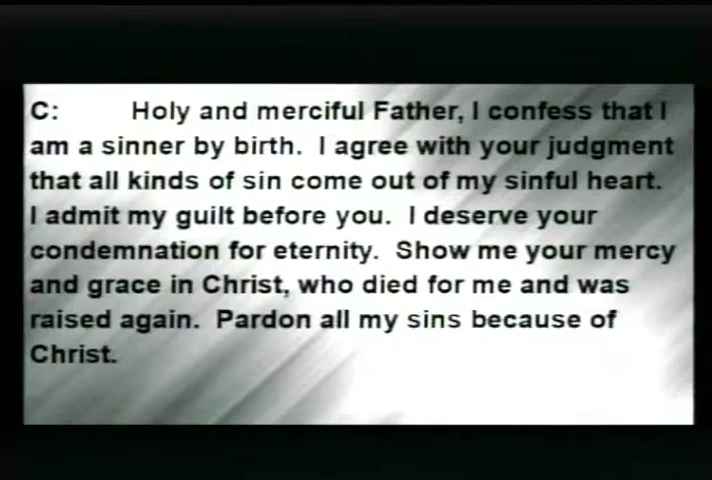 C: Holy and merciful Father, I confess that I
am a sinner by birth. I agree with your judgment
that all kinds of sin come out of my sinful heart.
I admit my guilt before you. I deserve your
condemnation for eternity. Show me your mercy
and grace in Christ, who died for me and was
raised again. Pardon all my sins because of
Christ.